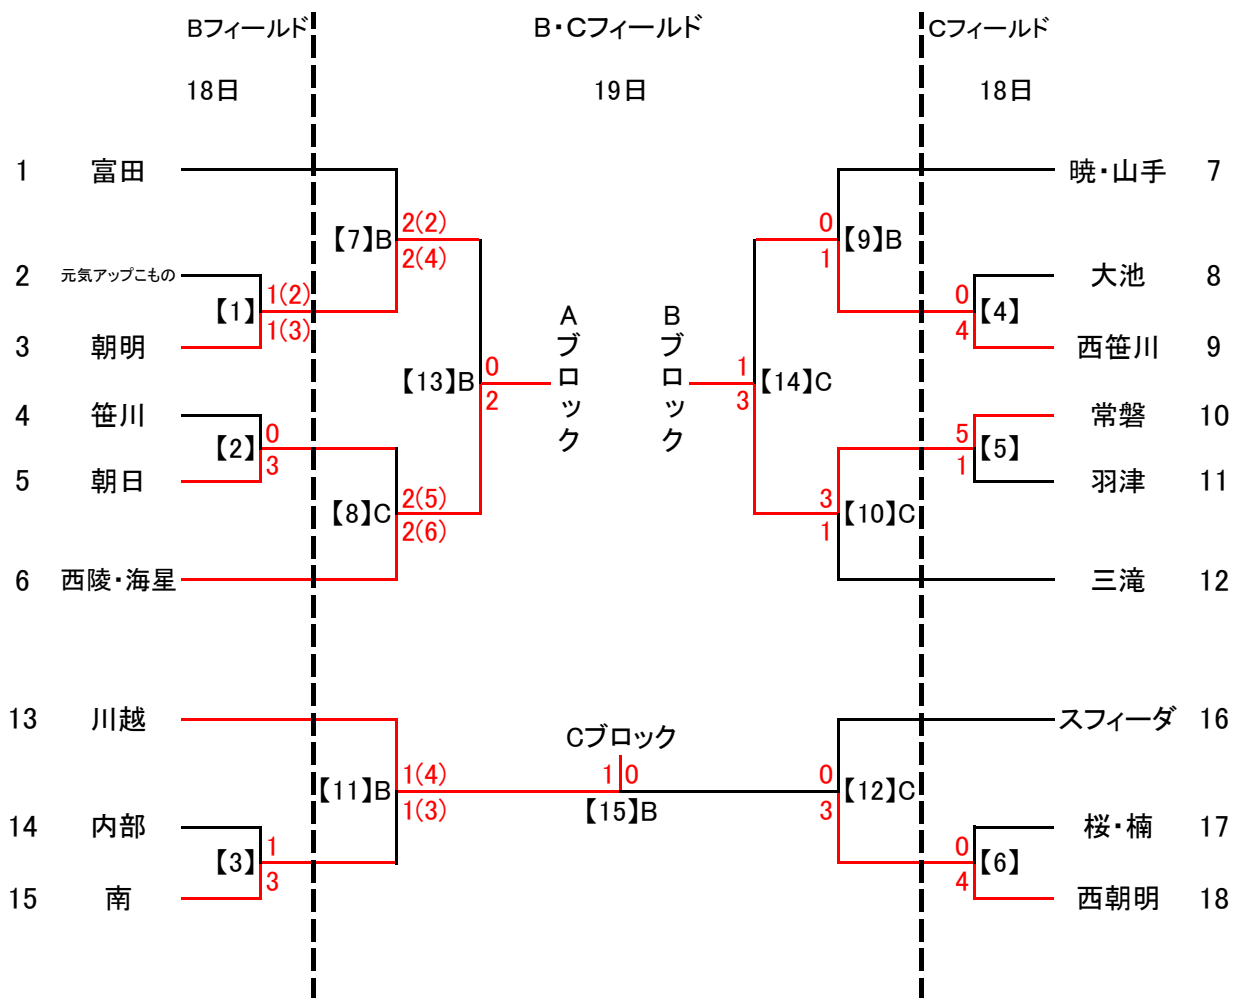 Bフィールド B・Cフィールド Cフィールド
18日 19日 18日
1 富田 暁・山手 7
2(2) 0
【7】B 【9】B
2(4) 1
2 元気アップこもの 大池 8
1(2) 0
【1】 【4】
1(3) 4
3 朝明 西笹川 9
Aブロック Bブロック
0 1
【13】B 【14】C
2 3
4 笹川 常磐 10
0 5
【2】 【5】
3 1
5 朝日 羽津 11
2(5) 3
【8】C 【10】C
2(6) 1
6 西陵・海星 三滝 12
13 川越 スフィーダ 16
Cブロック
1(4) 1 0 0
【11】B 【12】C
1(3) 【15】B 3
14 内部 桜・楠 17
1 0
【3】 【6】
3 4
15 南 西朝明 18